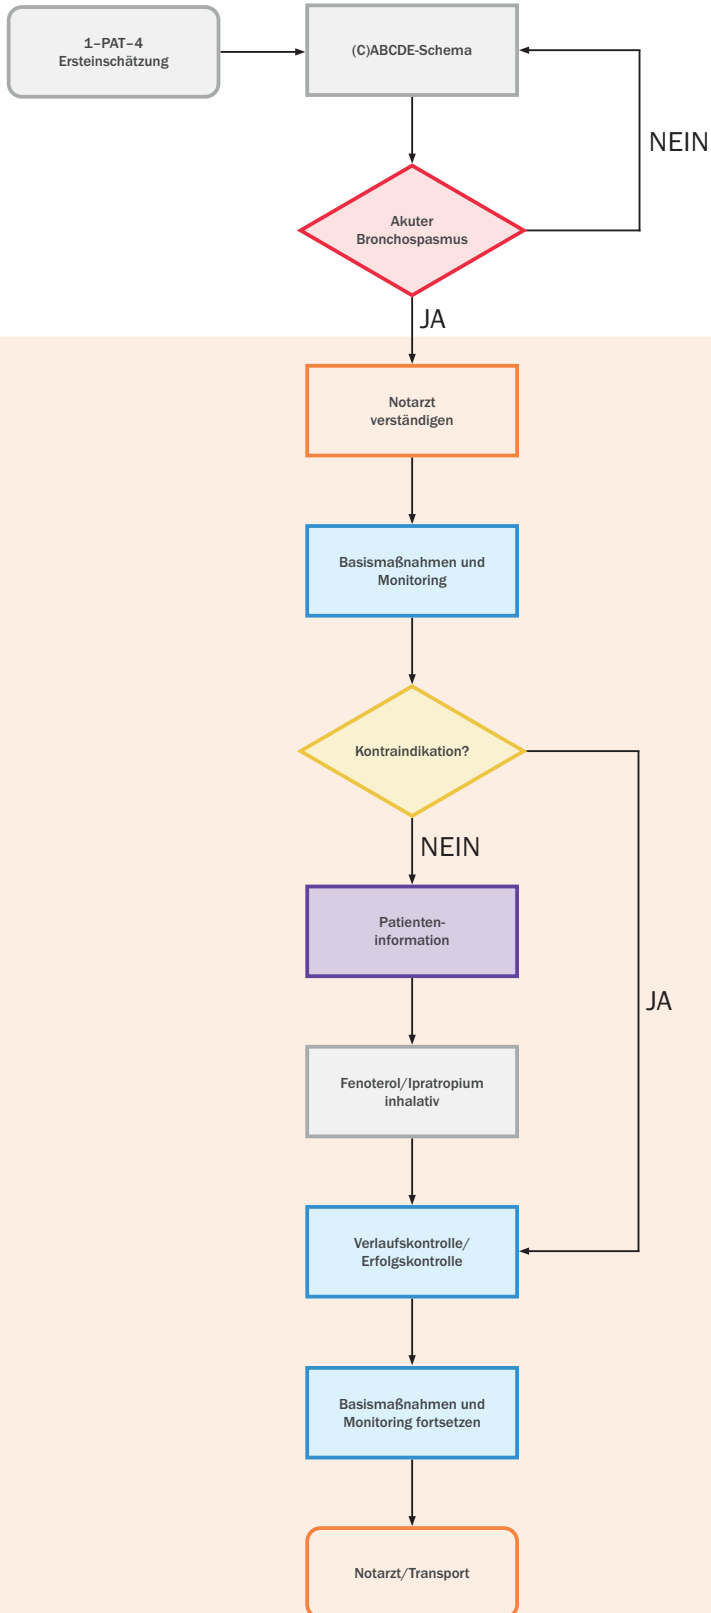 1–PAT–4
Ersteinschätzung
(C)ABCDE-Schema
NEIN
Akuter
Bronchospasmus
JA
Notarzt
verständigen
Basismaßnahmen und
Monitoring
Kontraindikation?
NEIN
Patienten-
information
JA
Fenoterol/Ipratropium
inhalativ
Verlaufskontrolle/
Erfolgskontrolle
Basismaßnahmen und
Monitoring fortsetzen
Notarzt/Transport